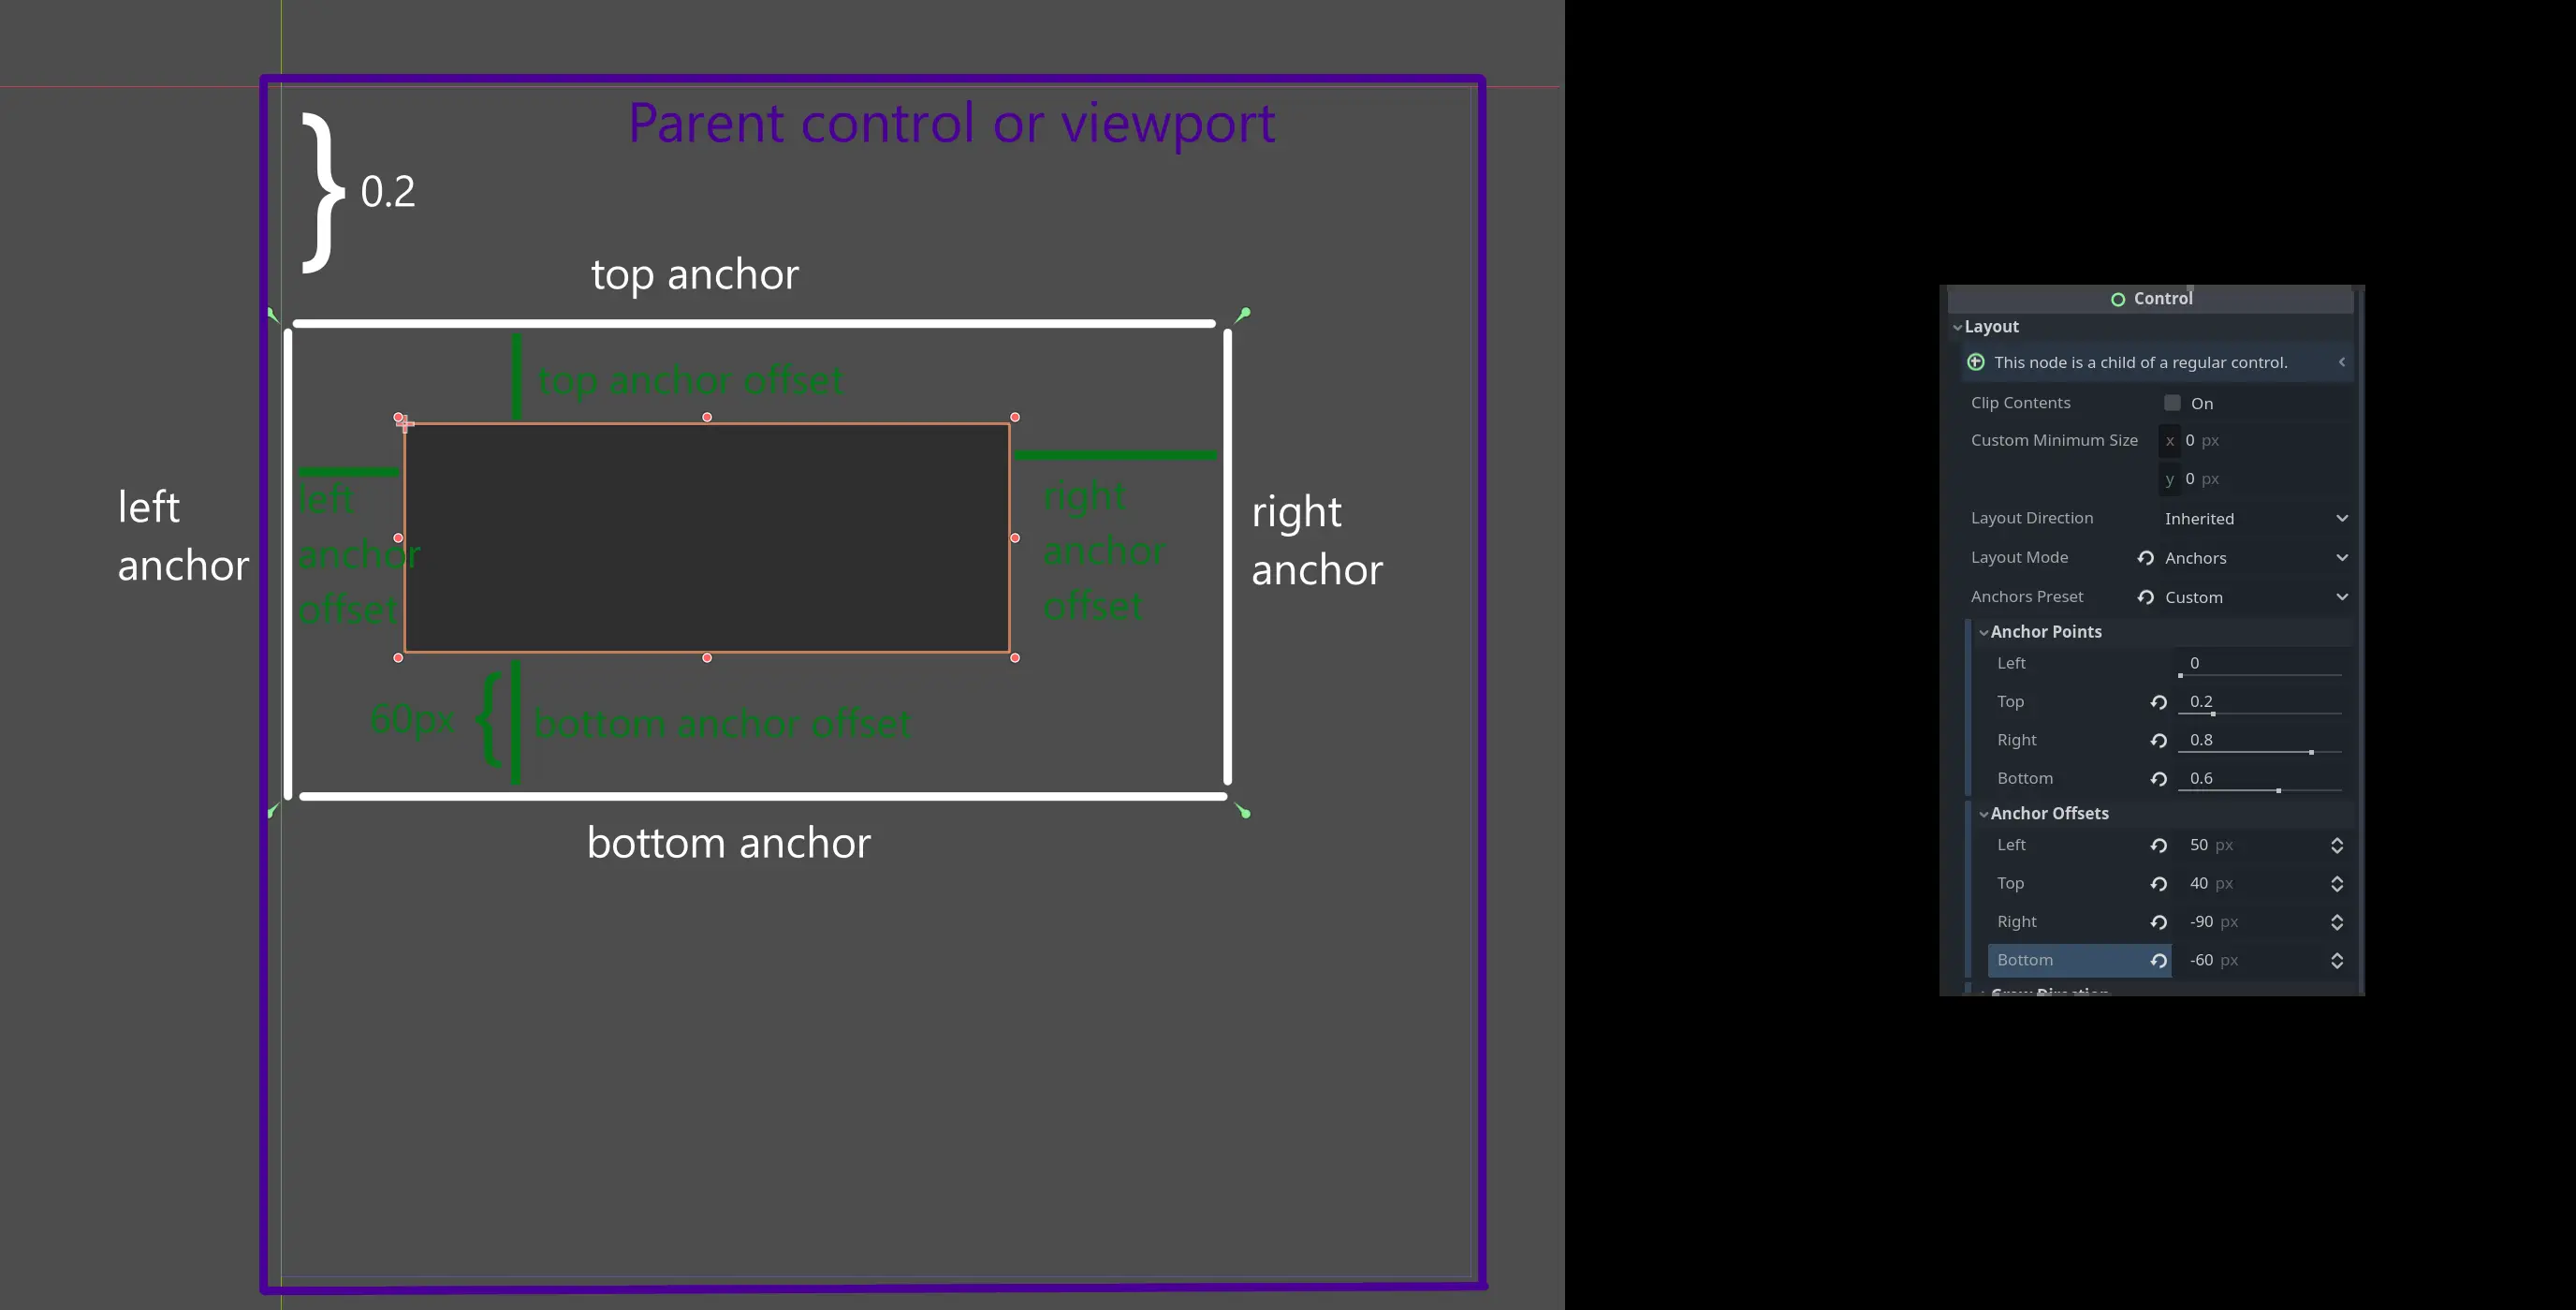 Parent control or viewport
0.2
top anchor
top anchor offset
left
anchor
left
anchor
offset
right
anchor
offset
right
anchor
60px
{
bottom anchor offset
bottom anchor
Control
Layout
This node is a child of a regular control.
Clip Contents On
Custom Minimum Size x 0 px
y 0 px
Layout Direction Inherited
Layout Mode Anchors
Anchors Preset Custom
Anchor Points
Left 0
Top 0.2
Right 0.8
Bottom 0.6
Anchor Offsets
Left 50 px
Top 40 px
Right -90 px
Bottom -60 px
Grow Direction